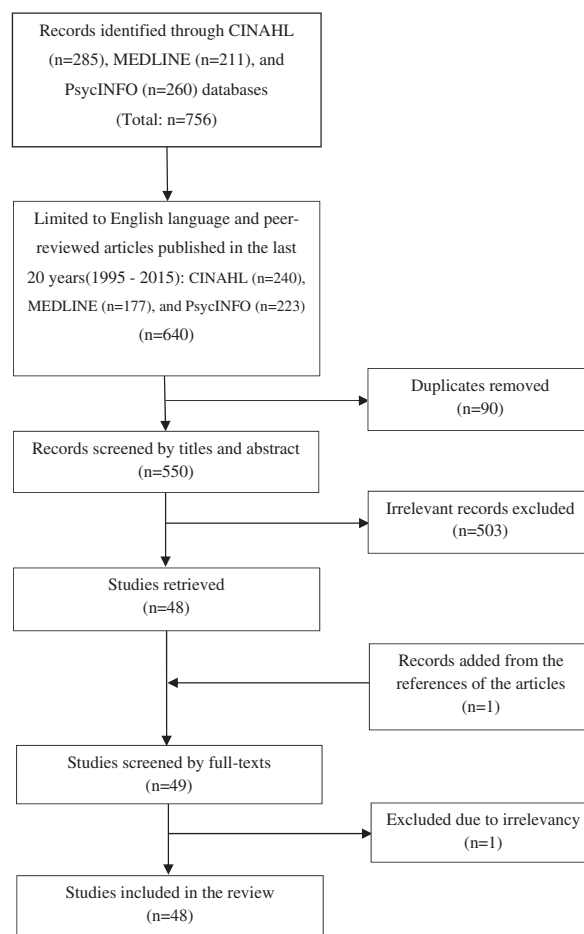 Records identified through CINAHL
(n=285), MEDLINE (n=211), and
PsycINFO (n=260) databases
(Total: n=756)
Limited to English language and peer-
reviewed articles published in the last
20 years(1995 - 2015): CINAHL (n=240),
MEDLINE (n=177), and PsycINFO (n=223)
(n=640)
Duplicates removed
(n=90)
Records screened by titles and abstract
(n=550)
Irrelevant records excluded
(n=503)
Studies retrieved
(n=48)
Records added from the
references of the articles
(n=1)
Studies screened by full-texts
(n=49)
Excluded due to irrelevancy
(n=1)
Studies included in the review
(n=48)